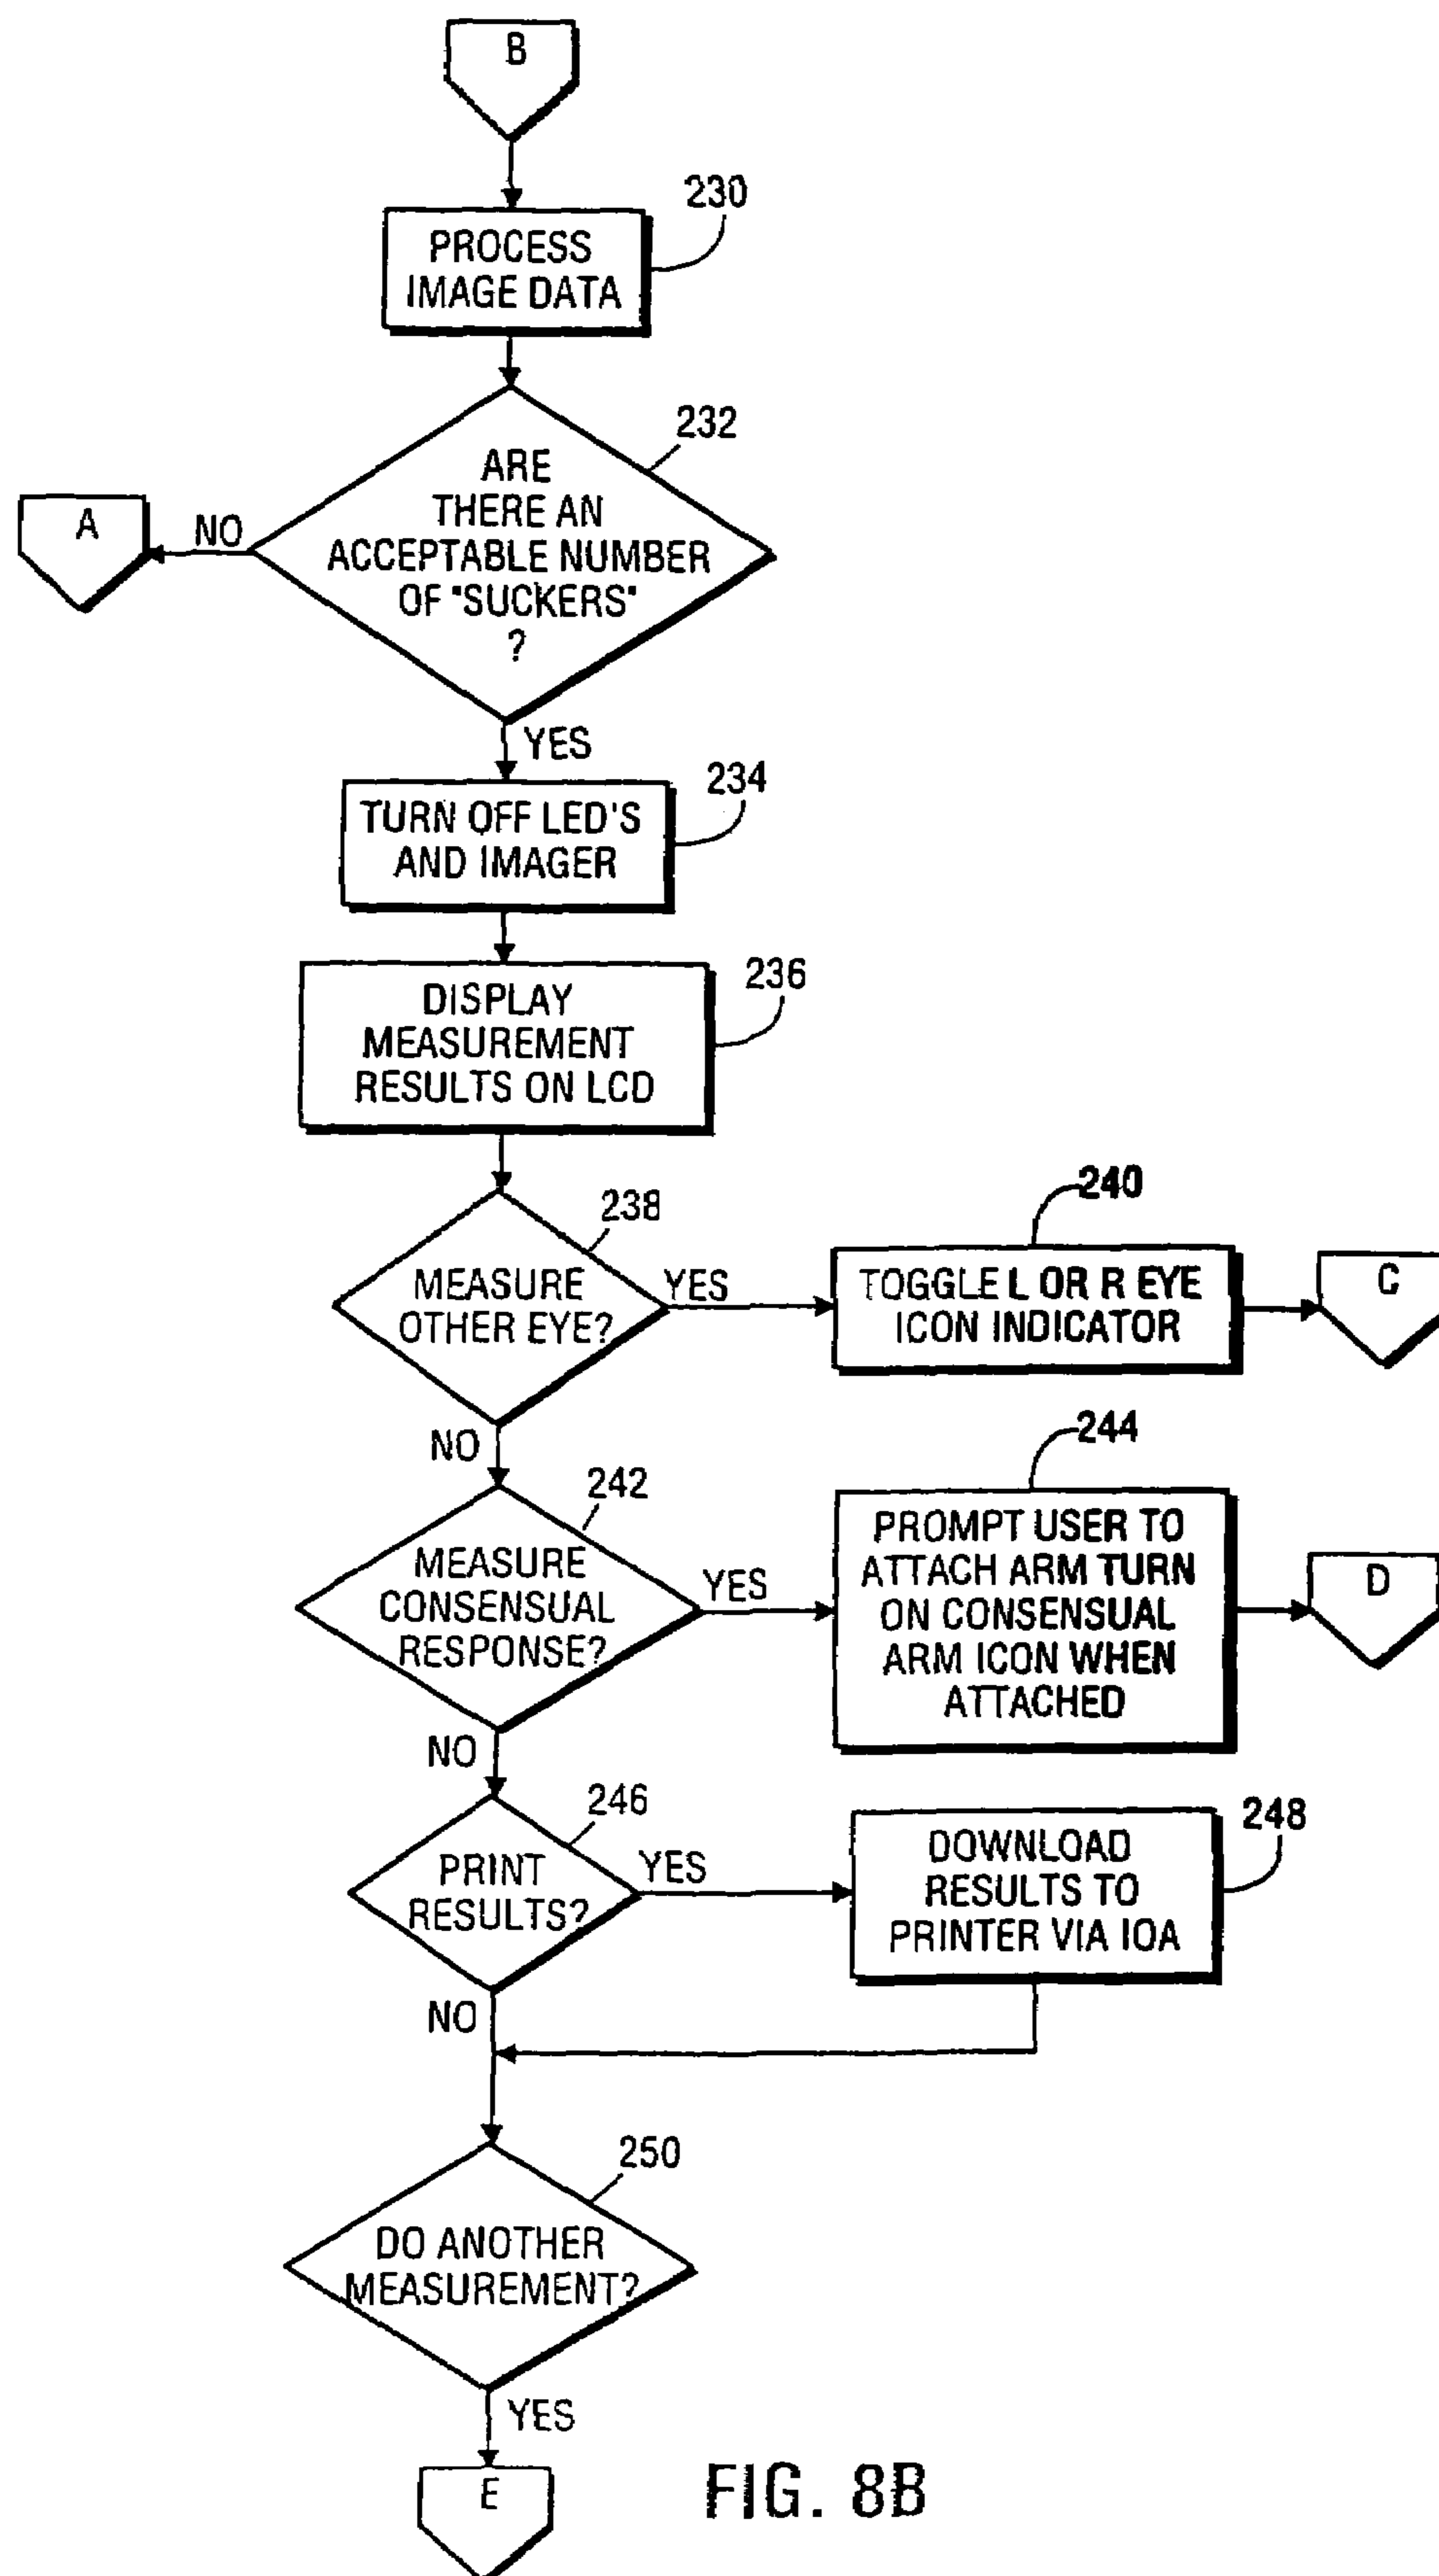 B
230
PROCESS
IMAGE DATA
232
ARE
THERE AN
ACCEPTABLE NUMBER
OF "SUCKERS"
?
NO
A
YES
234
TURN OFF LED'S
AND IMAGER
236
DISPLAY
MEASUREMENT
RESULTS ON LCD
238
MEASURE
OTHER EYE?
YES
240
TOGGLE L OR R EYE
ICON INDICATOR
C
NO
242
MEASURE
CONSENSUAL
RESPONSE?
YES
244
PROMPT USER TO
ATTACH ARM TURN
ON CONSENSUAL
ARM ICON WHEN
ATTACHED
D
NO
246
PRINT
RESULTS?
YES
248
DOWNLOAD
RESULTS TO
PRINTER VIA IOA
NO
250
DO ANOTHER
MEASUREMENT?
YES
E
FIG. 8B